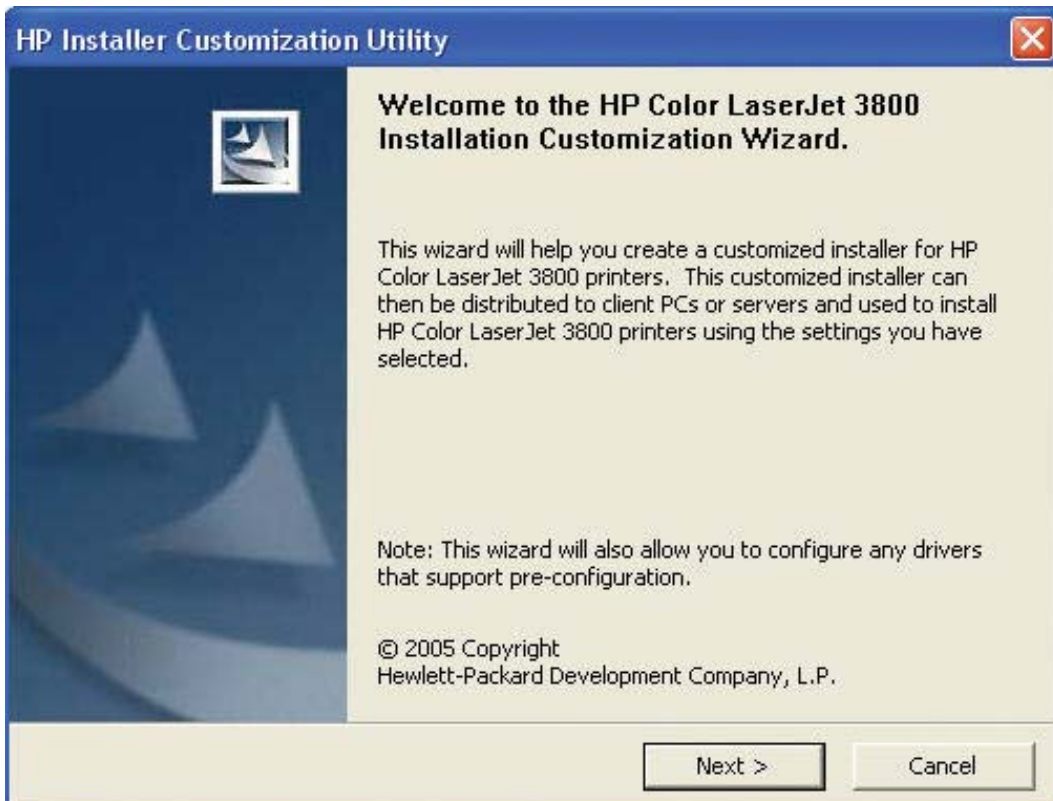 HP Installer Customization Utility
Welcome to the HP Color LaserJet 3800
Installation Customization Wizard.
This wizard will help you create a customized installer for HP
Color LaserJet 3800 printers.  This customized installer can
then be distributed to client PCs or servers and used to install
HP Color LaserJet 3800 printers using the settings you have
selected.
Note: This wizard will also allow you to configure any drivers
that support pre-configuration.
© 2005 Copyright
Hewlett-Packard Development Company, L.P.
Next >
Cancel